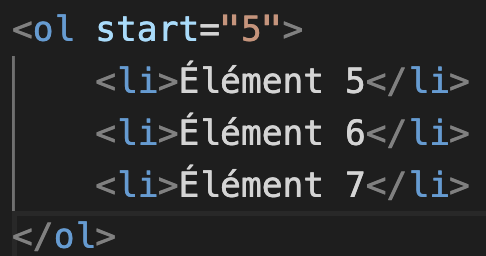 <ol start="5">
    <li>Élément 5</li>
    <li>Élément 6</li>
    <li>Élément 7</li>
</ol>